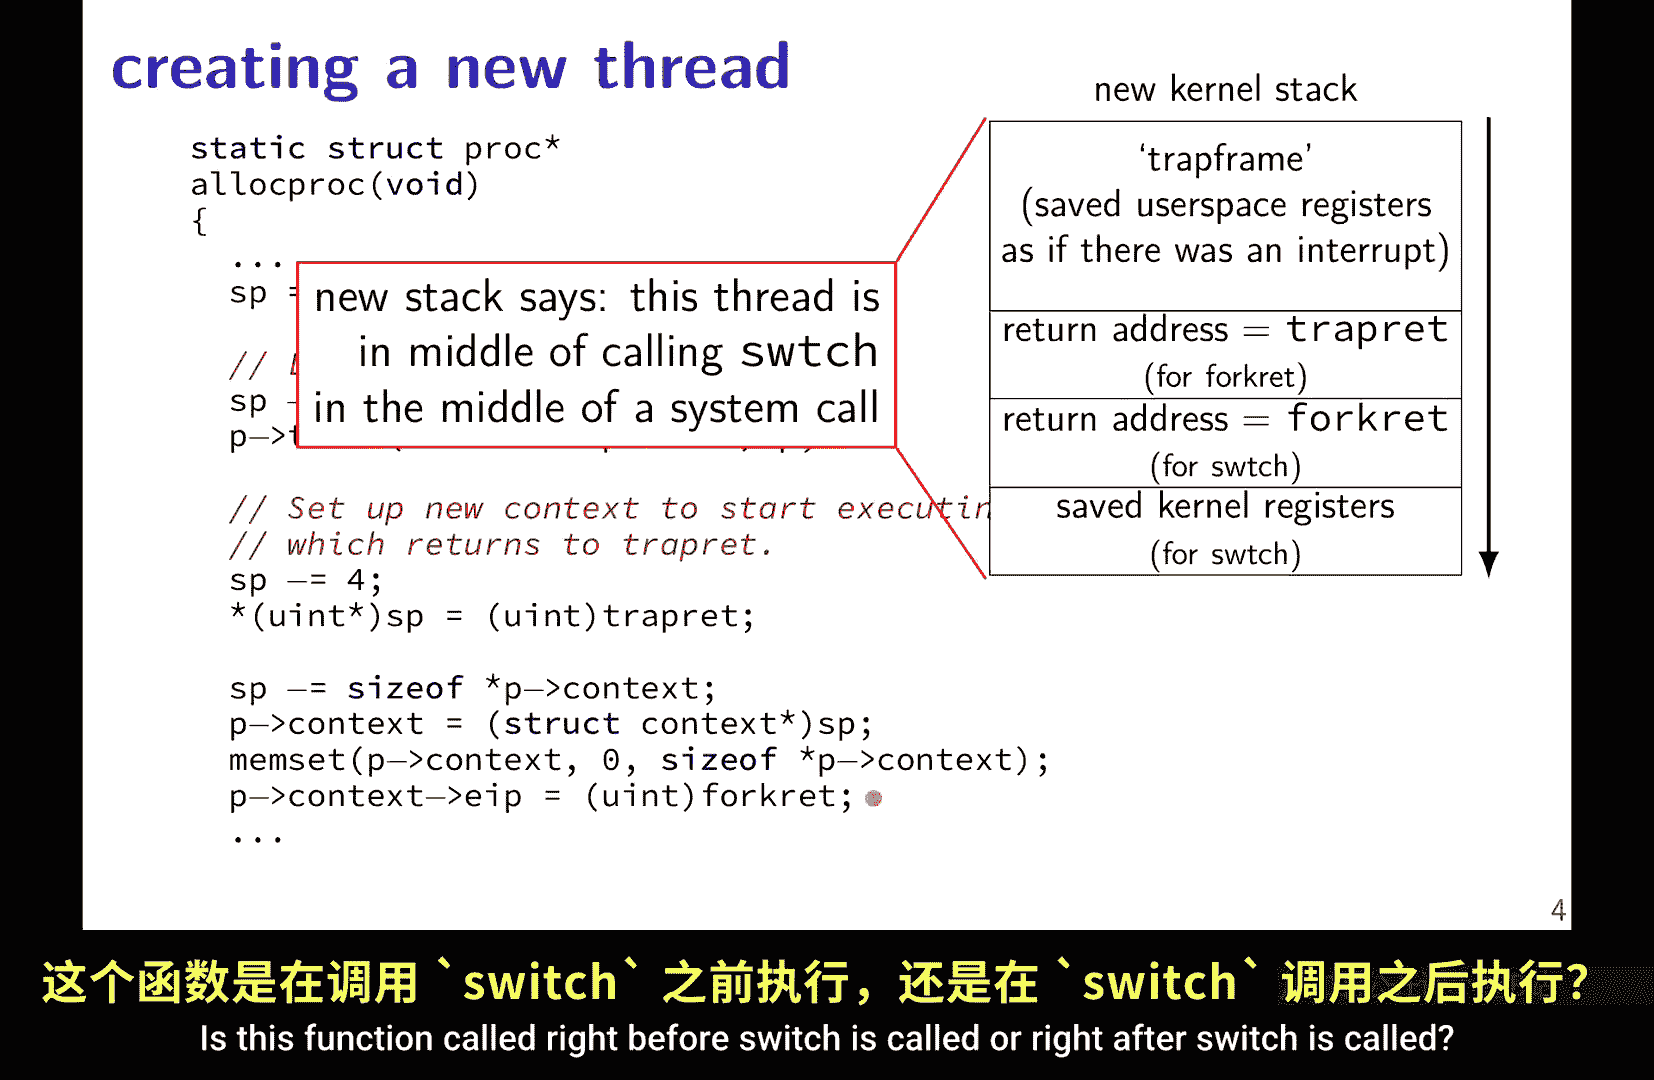 creating a new thread
new kernel stack
static struct proc*
allocproc(void)
{
...
sp =
//
sp -
p—>
new stack says: this thread is
in middle of calling swtch
in the middle of a system call
// Set up new context to start executin
// which returns to trapret.
sp —= 4;
*(uint*)sp = (uint)trapret;
sp —= sizeof *p—>context;
p—>context = (struct context*)sp;
memset(p—>context, 0, sizeof *p—>context);
p—>context—>eip = (uint)forkret;
...
‘trapframe’
(saved userspace registers
as if there was an interrupt)
return address = trapret
(for forkret)
return address = forkret
(for swtch)
saved kernel registers
(for swtch)
4
这个函数是在调用 `switch` 之前执行，还是在 `switch` 调用之后执行？
Is this function called right before switch is called or right after switch is called?